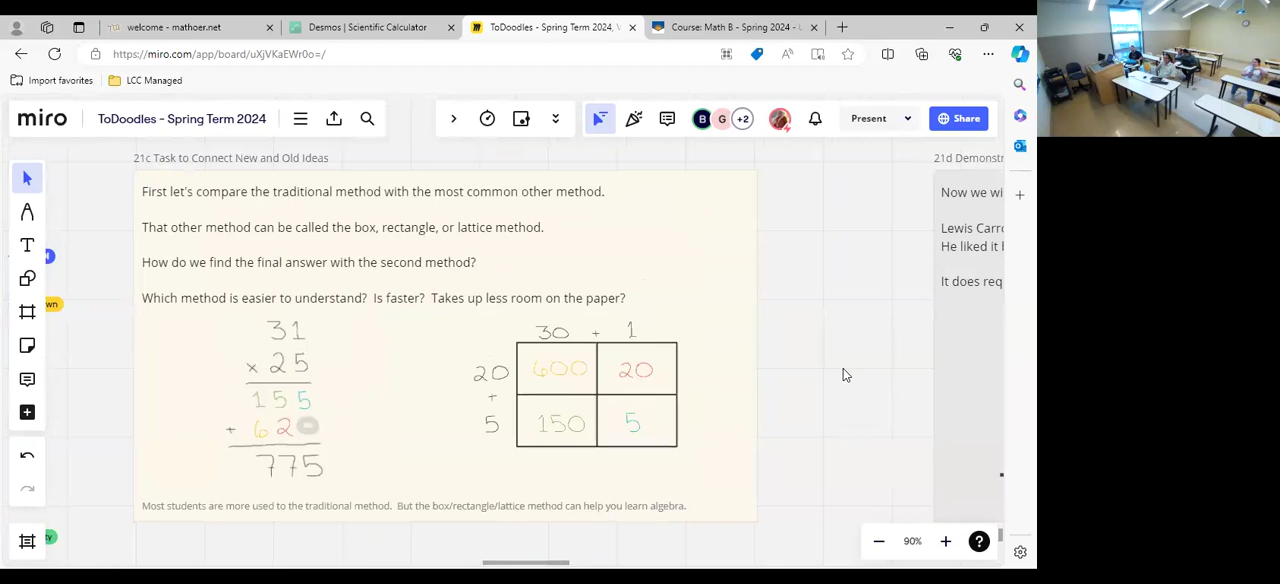 welcome - mathoer.net
Desmos | Scientific Calculator
ToDoodles - Spring Term 2024, V
Course: Math B - Spring 2024 -
https://miro.com/app/board/uXjVKaEWr0o=/
Import favorites
LCC Managed
miro
ToDoodles - Spring Term 2024
B
G
+2
Present
Share
21c Task to Connect New and Old Ideas
21d Demonstr
First let's compare the traditional method with the most common other method.
That other method can be called the box, rectangle, or lattice method.
How do we find the final answer with the second method?
Which method is easier to understand? Is faster? Takes up less room on the paper?
31
× 25
155
+ 620
775
30 + 1
20 600 20
+
5 150 5
Most students are more used to the traditional method. But the box/rectangle/lattice method can help you learn algebra.
Now we wi
Lewis Carro
He liked it b
It does req
wn
ty
90%
?